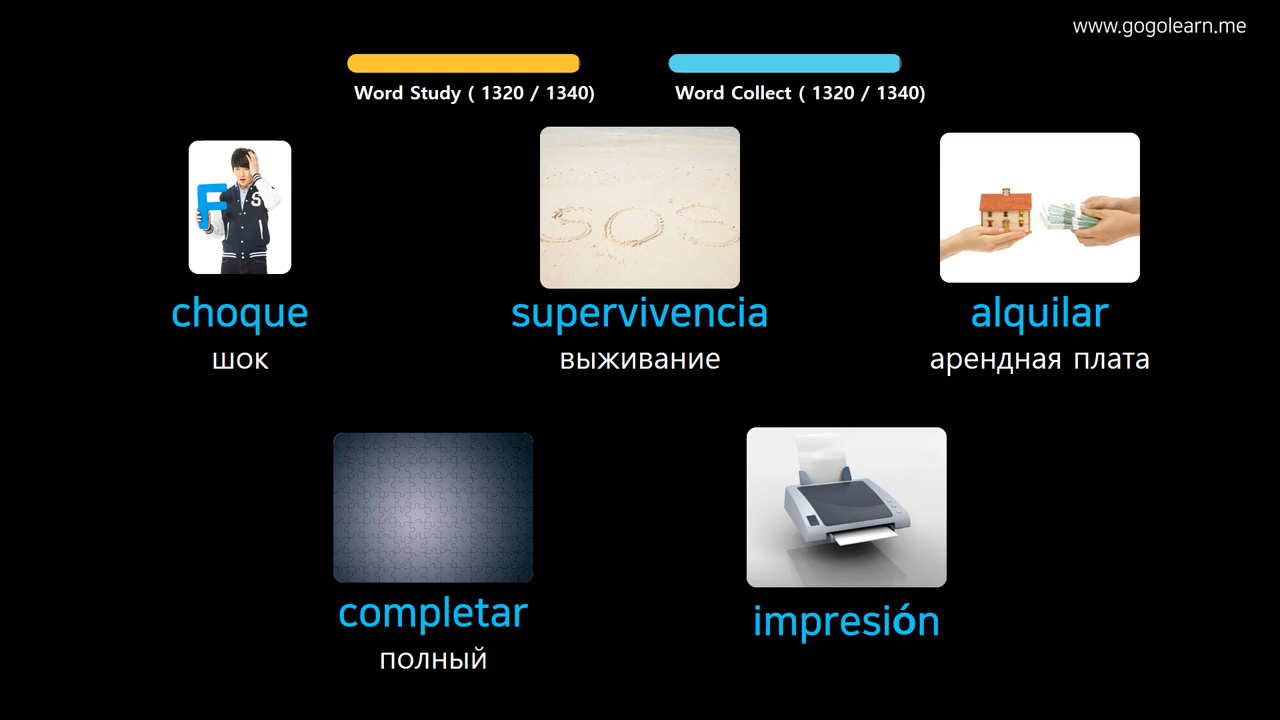 www.gogolearn.me
Word Study ( 1320 / 1340)
Word Collect ( 1320 / 1340)
F
S
SOS
choque
шок
supervivencia
выживание
alquilar
арендная плата
completar
полный
impresión